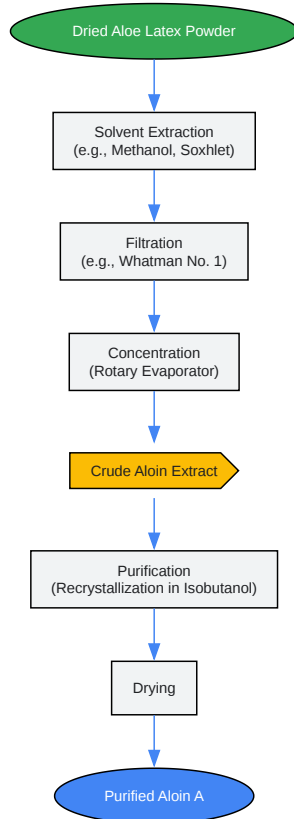 Dried Aloe Latex Powder
Solvent Extraction
(e.g., Methanol, Soxhlet)
Filtration
(e.g., Whatman No. 1)
Concentration
(Rotary Evaporator)
Crude Aloin Extract
Purification
(Recrystallization in Isobutanol)
Drying
Purified Aloin A